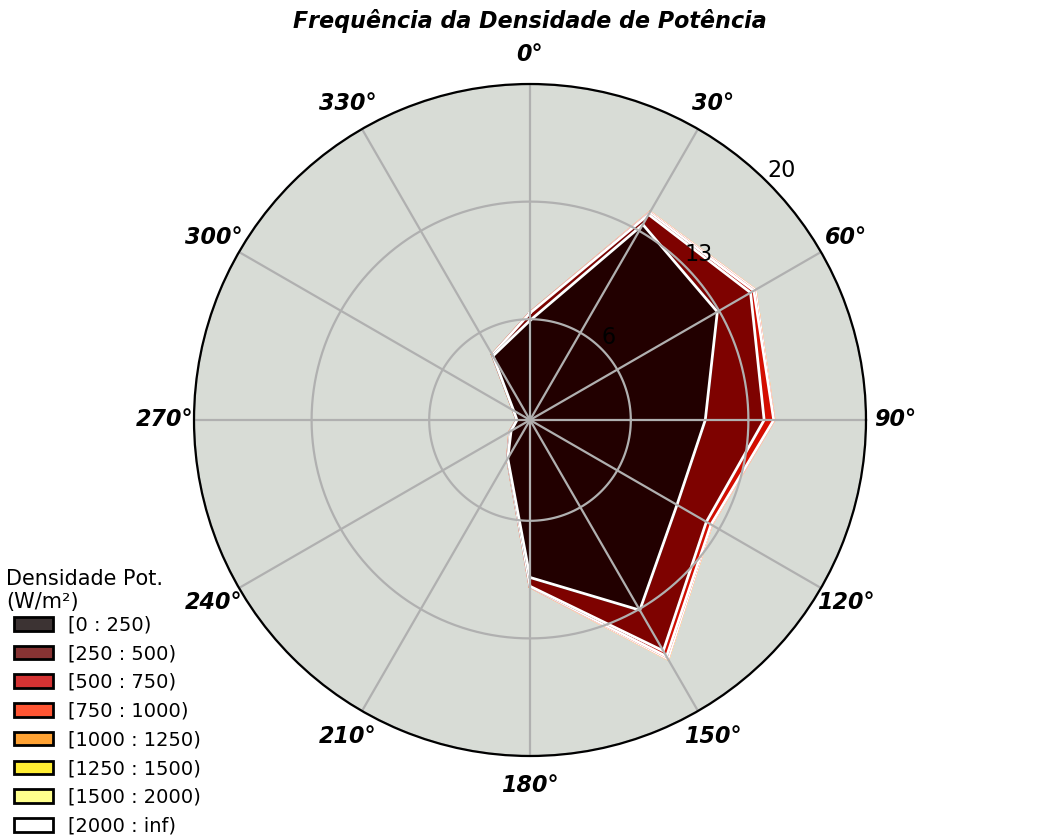 Frequência da Densidade de Potência
0°
330°
30°
20
300°
60°
13
6
270°
90°
Densidade Pot.
(W/m²)
240°
120°
[0 : 250)
[250 : 500)
[500 : 750)
[750 : 1000)
210°
150°
[1000 : 1250)
[1250 : 1500)
180°
[1500 : 2000)
[2000 : inf)